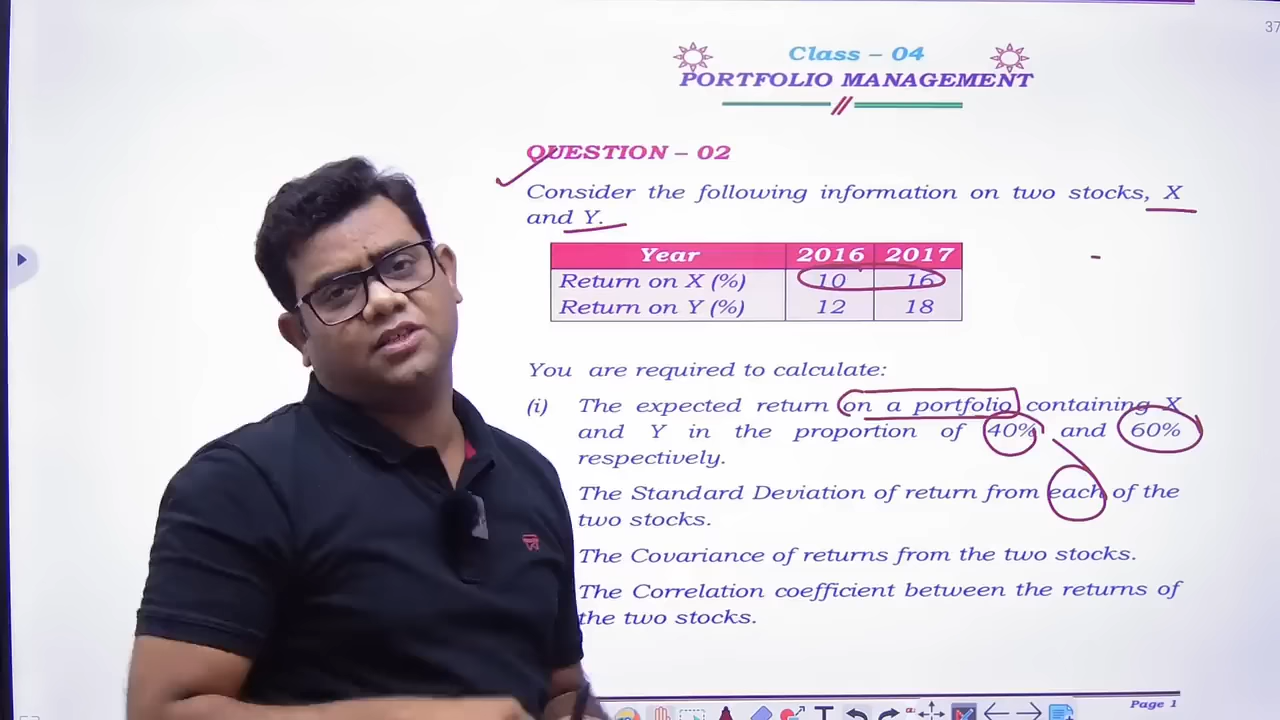 37
Class – 04
PORTFOLIO MANAGEMENT
QUESTION – 02
Consider the following information on two stocks, X
and Y.
Year 2016 2017
Return on X (%) 10 16
Return on Y (%) 12 18
You are required to calculate:
(i) The expected return on a portfolio containing X
and Y in the proportion of 40% and 60%
respectively.
The Standard Deviation of return from each of the
two stocks.
The Covariance of returns from the two stocks.
The Correlation coefficient between the returns of
the two stocks.
Page 1